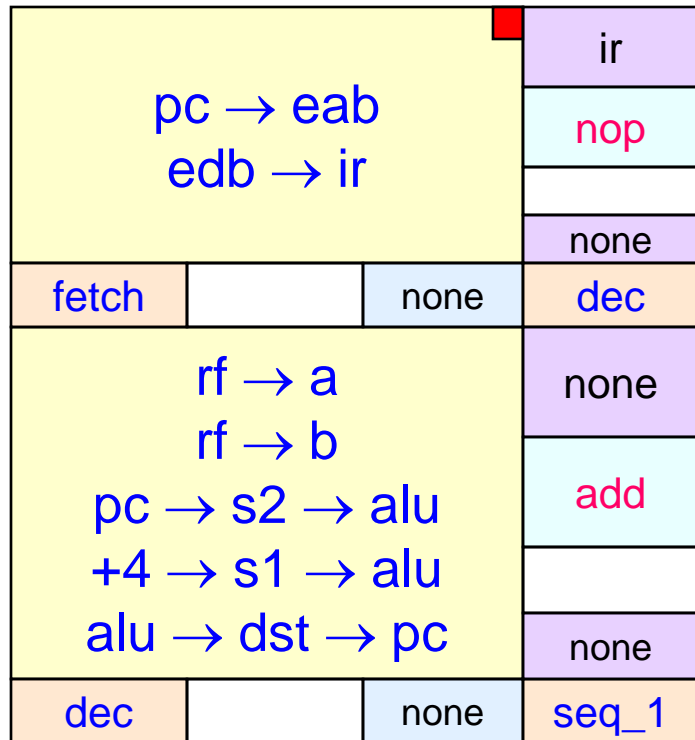 pc → eab
edb → ir
ir
nop
none
fetch
none
dec
rf → a
rf → b
pc → s2 → alu
+4 → s1 → alu
alu → dst → pc
none
add
none
dec
none
seq_1